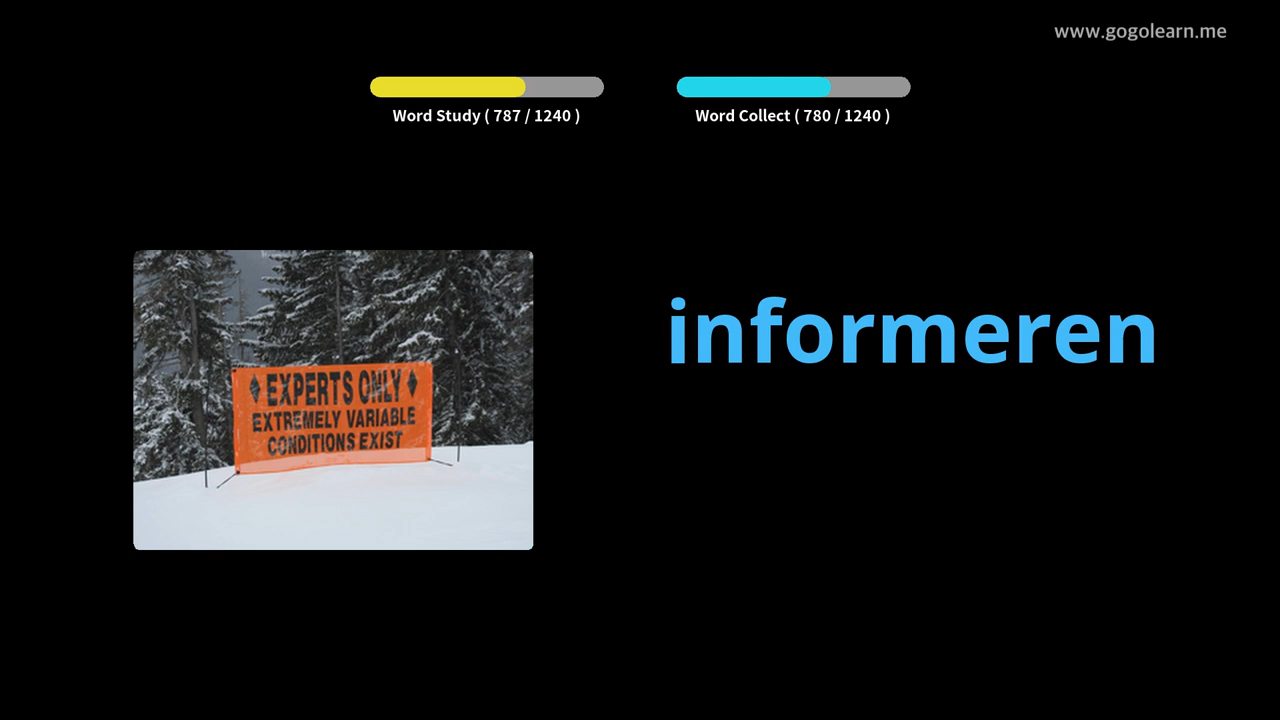 www.gogolearn.me
Word Study ( 787 / 1240 )
Word Collect ( 780 / 1240 )
informeren
EXPERTS ONLY
EXTREMELY VARIABLE
CONDITIONS EXIST